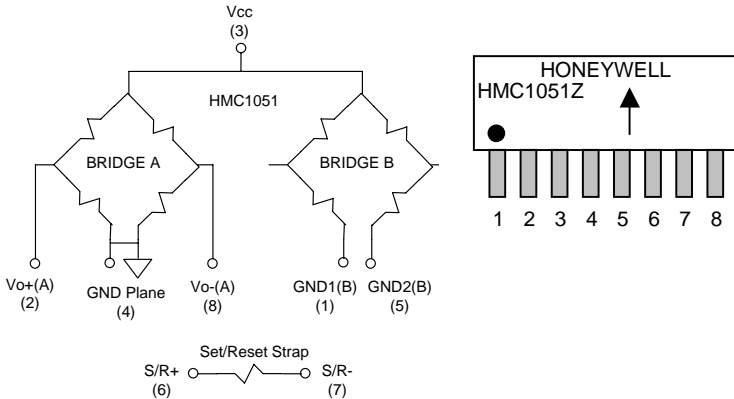 Vcc
(3)
HMC1051
BRIDGE A
BRIDGE B
Vo+(A)
(2)
GND Plane
(4)
Vo-(A)
(8)
GND1(B)
(1)
GND2(B)
(5)
Set/Reset Strap
S/R+
(6)
S/R-
(7)
HONEYWELL
HMC1051Z
1 2 3 4 5 6 7 8